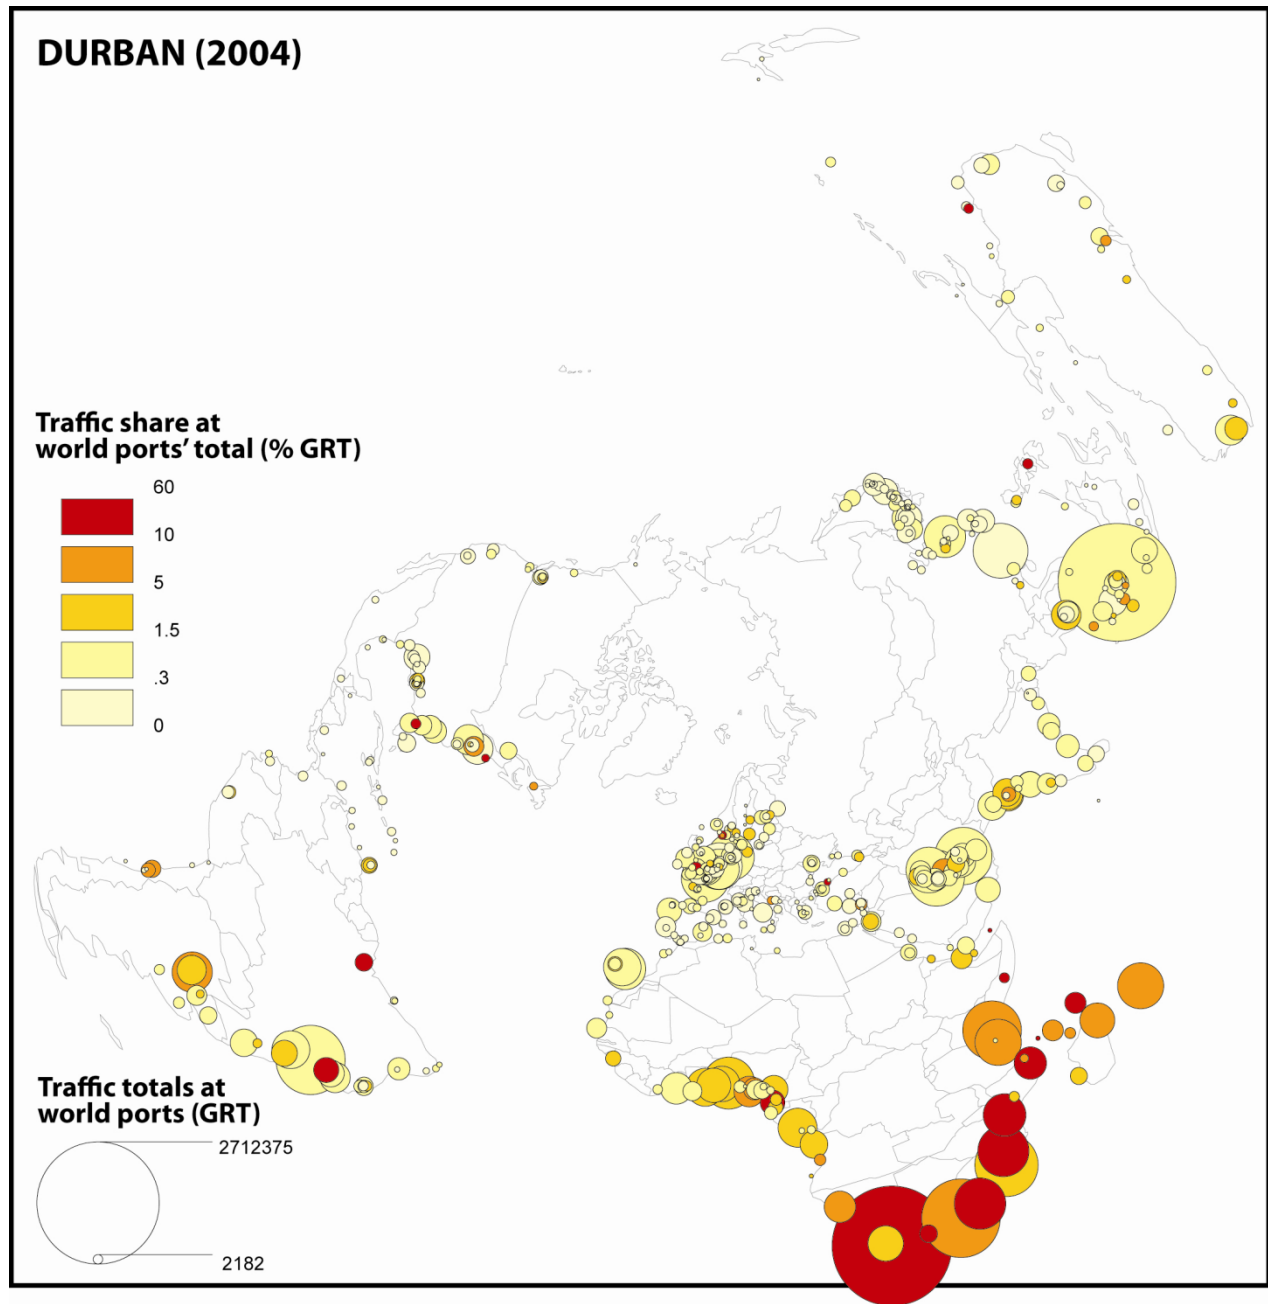 DURBAN (2004)
Traffic share at
world ports' total (% GRT)
60
10
5
1.5
.3
0
Traffic totals at
world ports (GRT)
2712375
2182